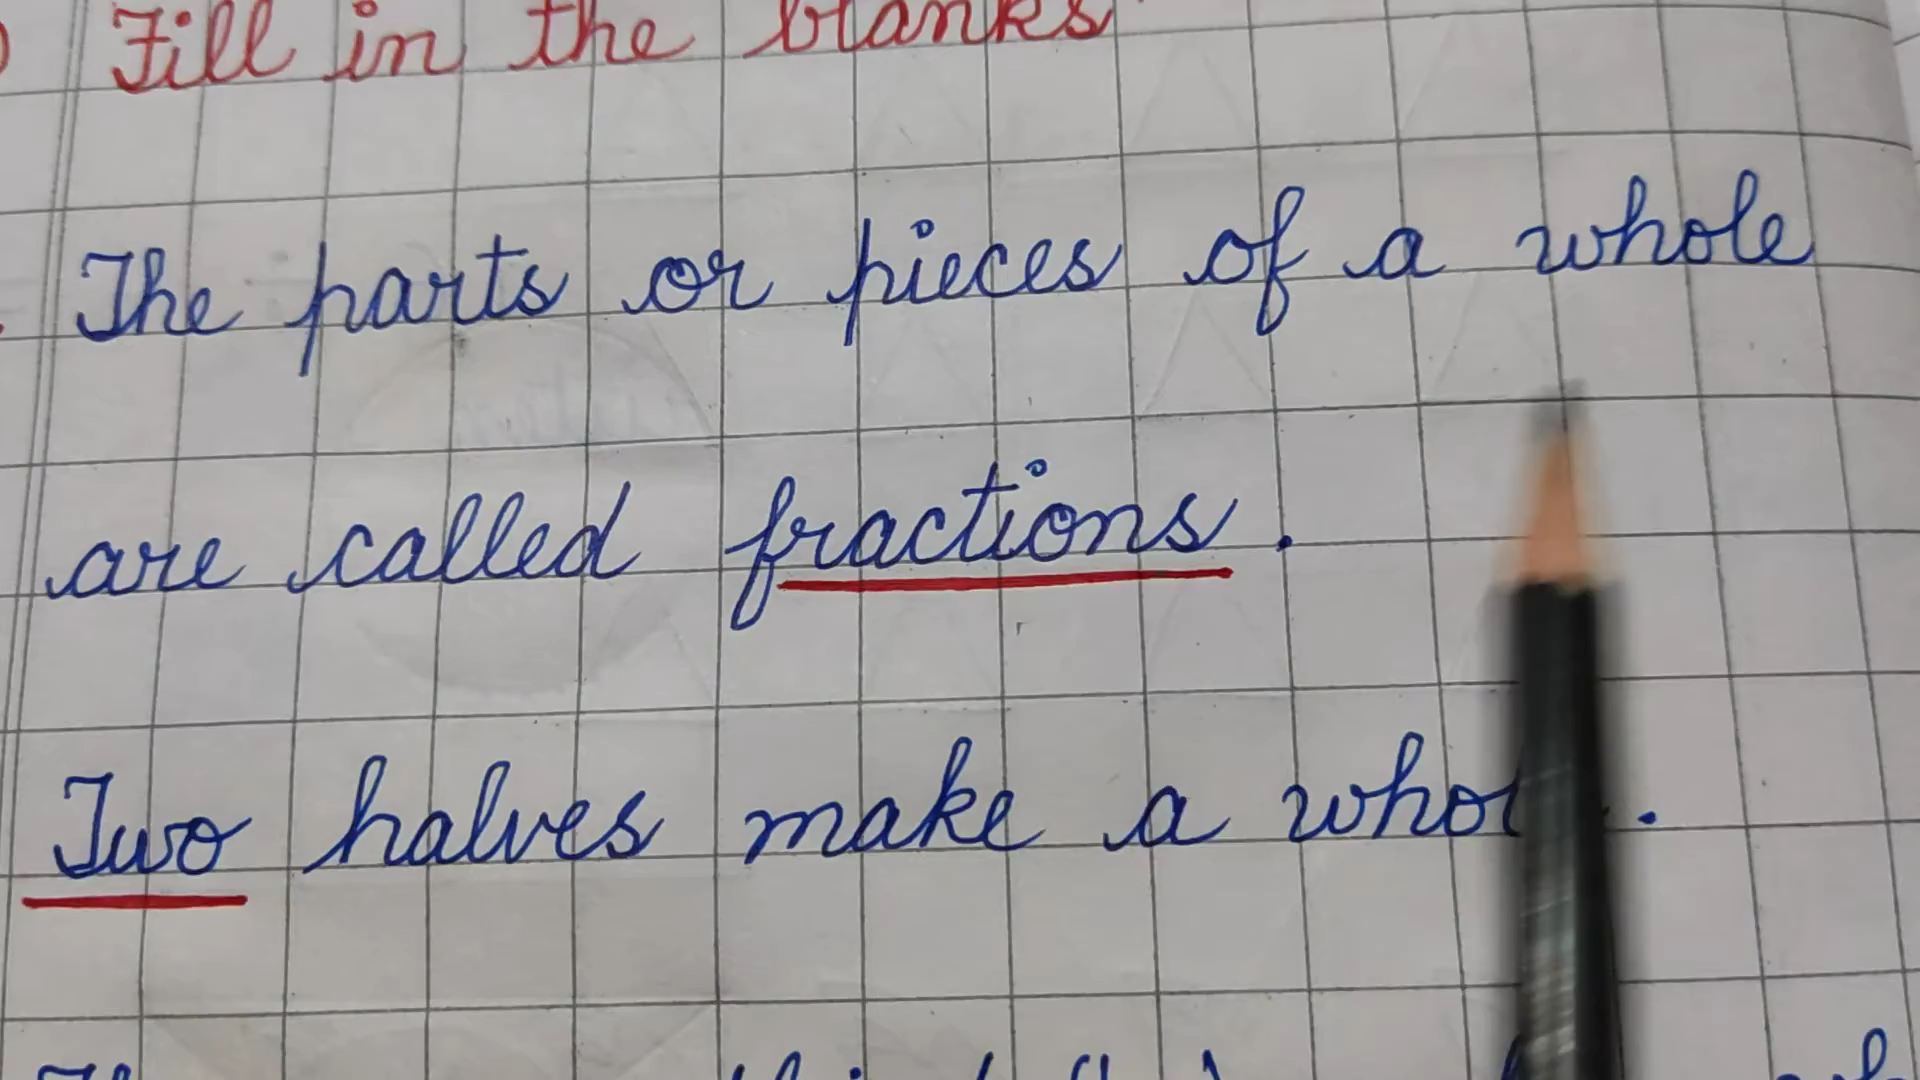 Fill in the blanks
The parts or pieces of a whole
are called fractions.
Two halves make a